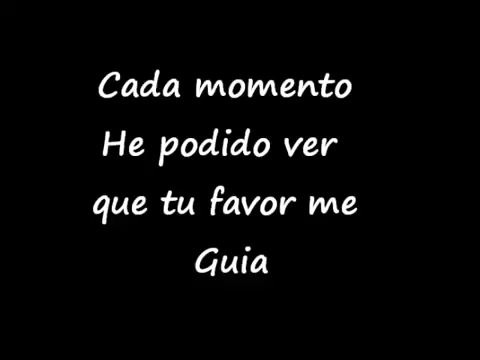 Cada momento
He podido ver
que tu favor me
Guia